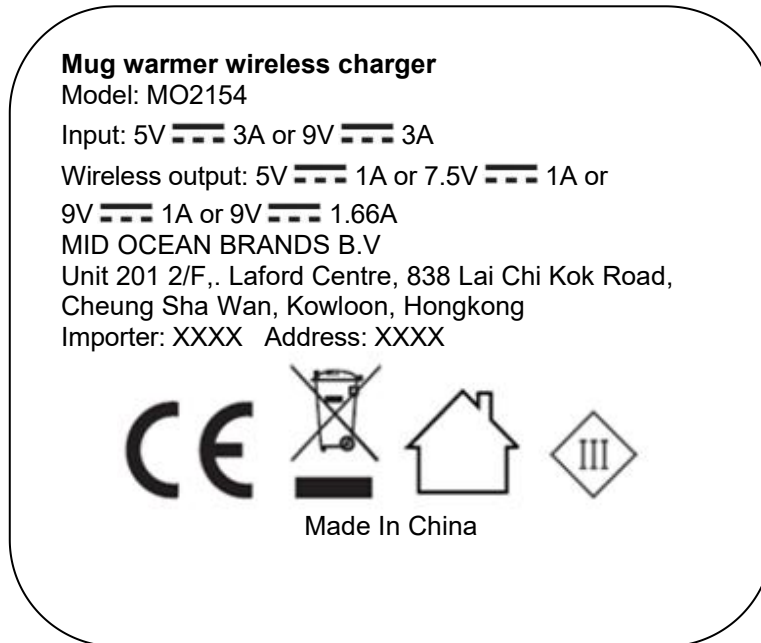 Mug warmer wireless charger
Model: MO2154
Input: 5V ⎓ 3A or 9V ⎓ 3A
Wireless output: 5V ⎓ 1A or 7.5V ⎓ 1A or
9V ⎓ 1A or 9V ⎓ 1.66A
MID OCEAN BRANDS B.V
Unit 201 2/F,. Laford Centre, 838 Lai Chi Kok Road,
Cheung Sha Wan, Kowloon, Hongkong
Importer: XXXX   Address: XXXX
CE
III
Made In China